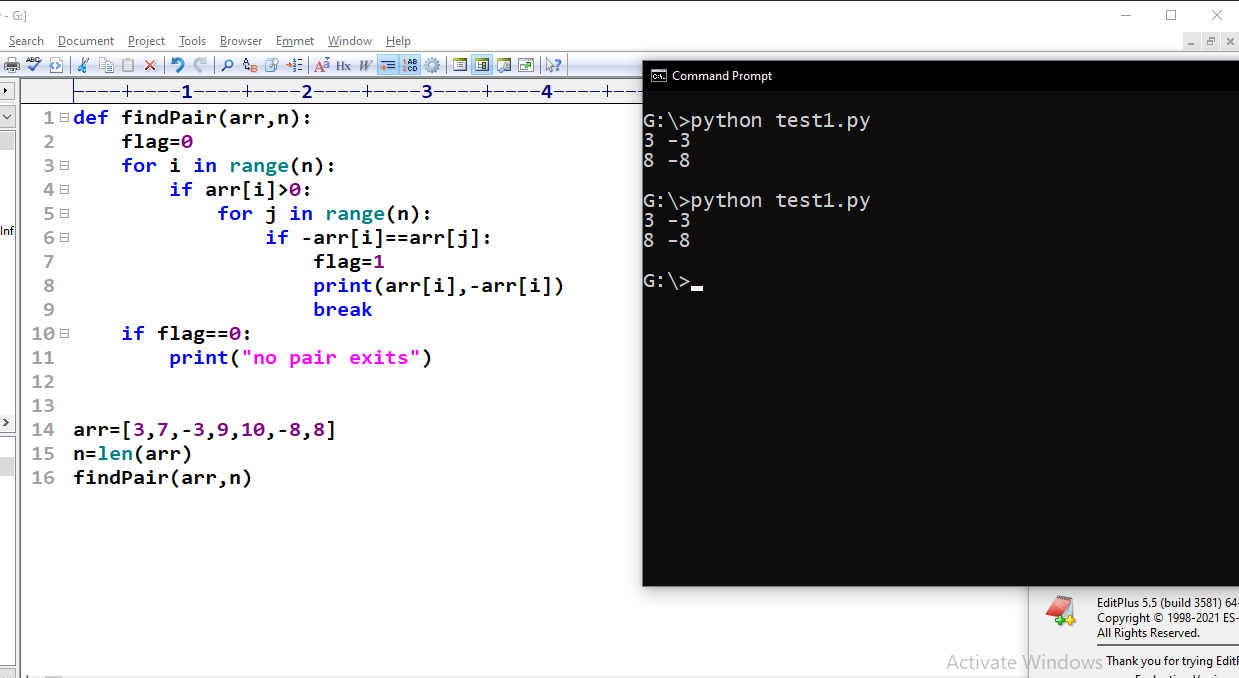 - G:]
Search Document Project Tools Browser Emmet Window Help
----+----1----+----2----+----3----+----4----+---
1 def findPair(arr,n):
2     flag=0
3     for i in range(n):
4         if arr[i]>0:
5             for j in range(n):
6                 if -arr[i]==arr[j]:
7                     flag=1
8                     print(arr[i],-arr[i])
9                     break
10     if flag==0:
11         print("no pair exits")
12
13
14 arr=[3,7,-3,9,10,-8,8]
15 n=len(arr)
16 findPair(arr,n)
Inf
Command Prompt
G:\>python test1.py
3 -3
8 -8
G:\>python test1.py
3 -3
8 -8
G:\>
EditPlus 5.5 (build 3581) 64-
Copyright © 1998-2021 ES-
All Rights Reserved.
Activate Windows
Thank you for trying EditP